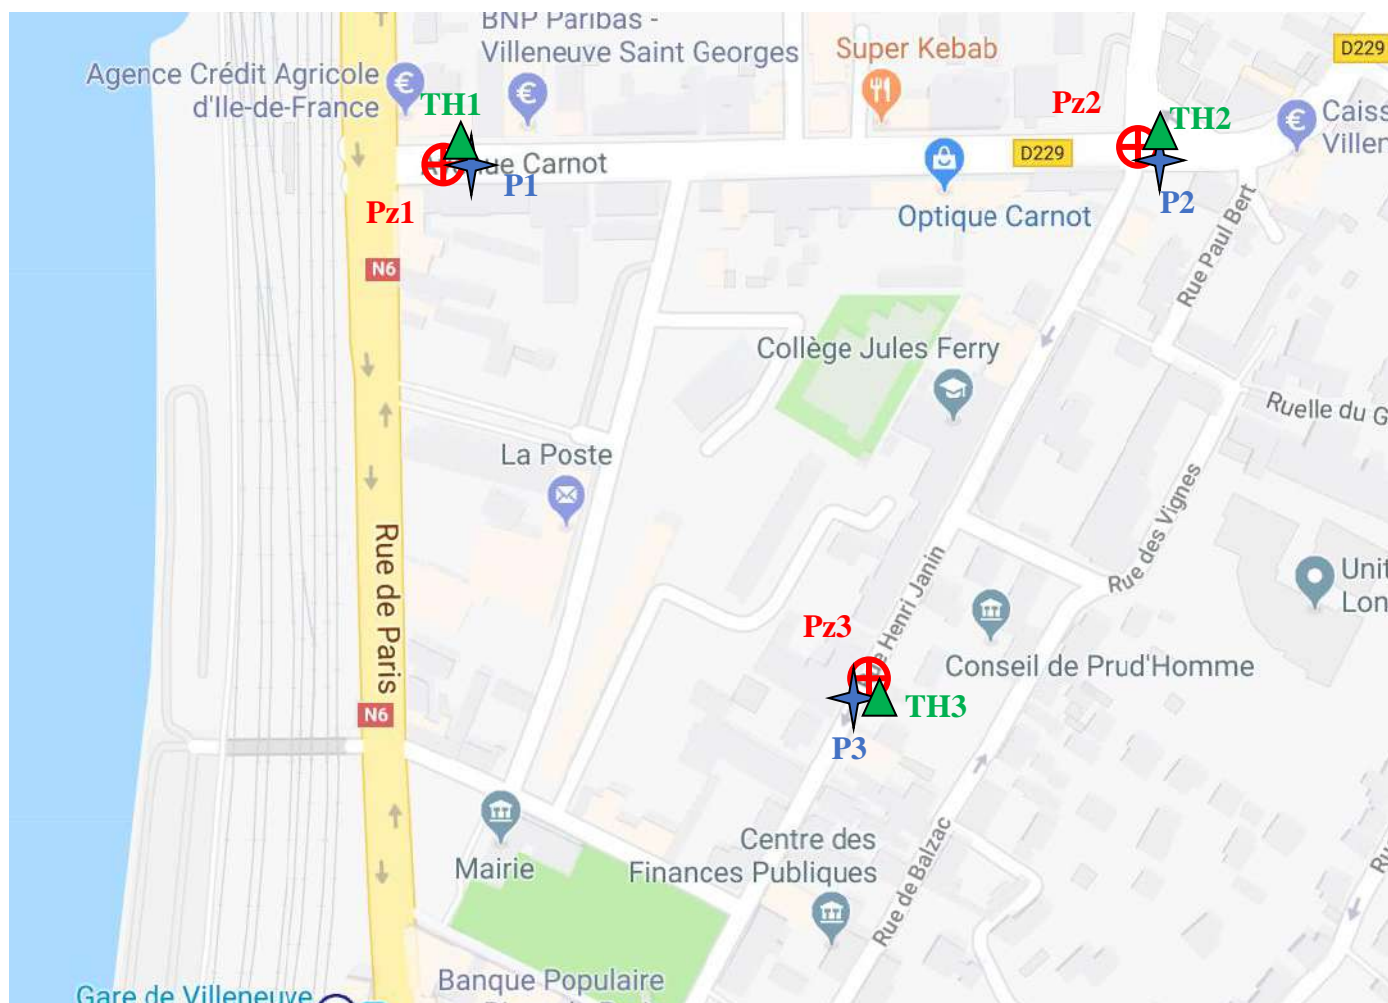 BNP Paribas -
Villeneuve Saint Georges
Super Kebab
D229
Agence Crédit Agricole
d'Ile-de-France
TH1
Pz2
TH2
Carnot
D229
P1
Pz1
P2
Optique Carnot
N6
Rue Paul Bert
Collège Jules Ferry
Ruelle du G
La Poste
Rue de Paris
Rue des Vignes
Henri Janin
Pz3
Conseil de Prud'Homme
TH3
N6
P3
Centre des
Finances Publiques
Mairie
Rue de Balzac
Banque Populaire
Gare de Villeneuve